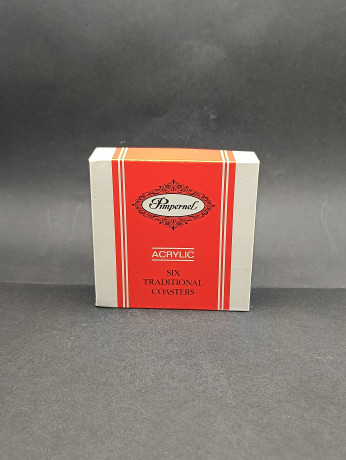 Pimpernel
ACRYLIC
SIX
TRADITIONAL
COASTERS